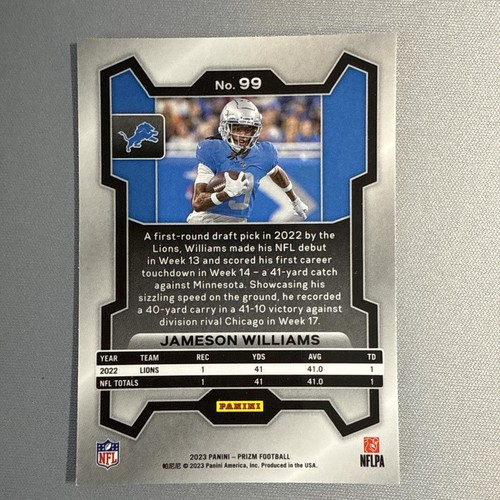 No. 99
A first-round draft pick in 2022 by the
Lions, Williams made his NFL debut
in Week 13 and scored his first career
touchdown in Week 14 – a 41-yard catch
against Minnesota. Showcasing his
sizzling speed on the ground, he recorded
a 40-yard carry in a 41-10 victory against
division rival Chicago in Week 17.
JAMESON WILLIAMS
YEAR TEAM REC YDS AVG TD
2022 LIONS 1 41 41.0 1
NFL TOTALS 1 41 41.0 1
PANINI
2023 PANINI – PRIZM FOOTBALL
帕尼尼 © 2023 Panini America, Inc. Produced in the USA.
NFL
NFLPA